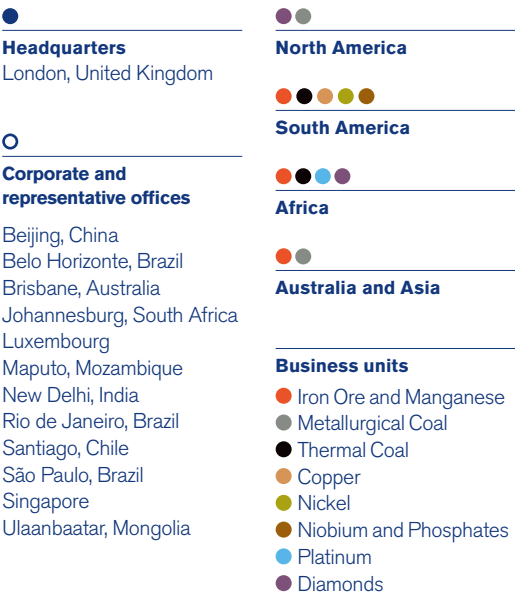 Headquarters
London, United Kingdom
Corporate and
representative offices
Beijing, China
Belo Horizonte, Brazil
Brisbane, Australia
Johannesburg, South Africa
Luxembourg
Maputo, Mozambique
New Delhi, India
Rio de Janeiro, Brazil
Santiago, Chile
São Paulo, Brazil
Singapore
Ulaanbaatar, Mongolia
North America
South America
Africa
Australia and Asia
Business units
Iron Ore and Manganese
Metallurgical Coal
Thermal Coal
Copper
Nickel
Niobium and Phosphates
Platinum
Diamonds